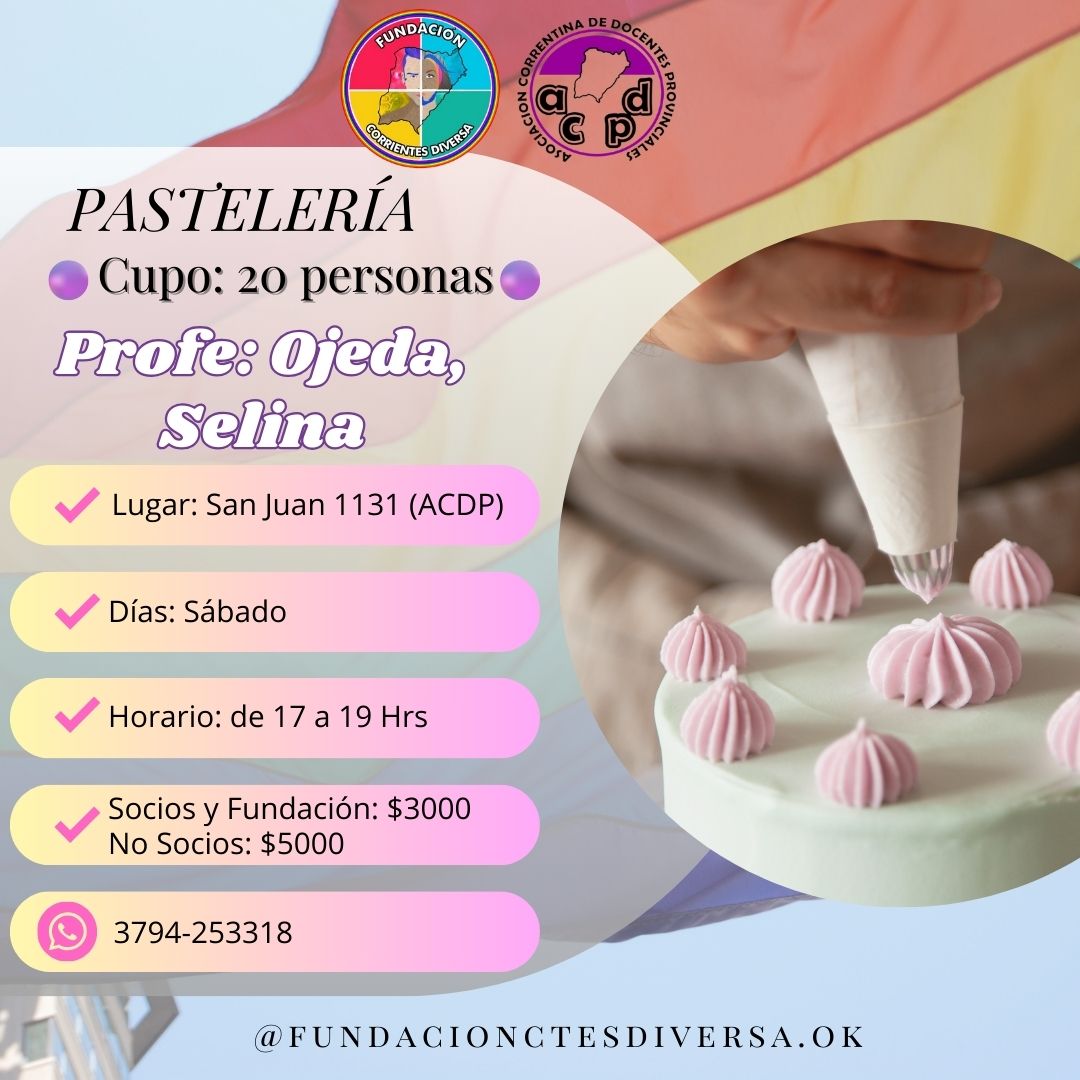 FUNDACION
CORRIENTES DIVERSA
ASOCIACION CORRENTINA DE DOCENTES PROVINCIALES
a c d p
PASTELERÍA
Cupo: 20 personas
Profe: Ojeda,
Selina
Lugar: San Juan 1131 (ACDP)
Días: Sábado
Horario: de 17 a 19 Hrs
Socios y Fundación: $3000
No Socios: $5000
3794-253318
@FUNDACIONCTESDIVERSA.OK